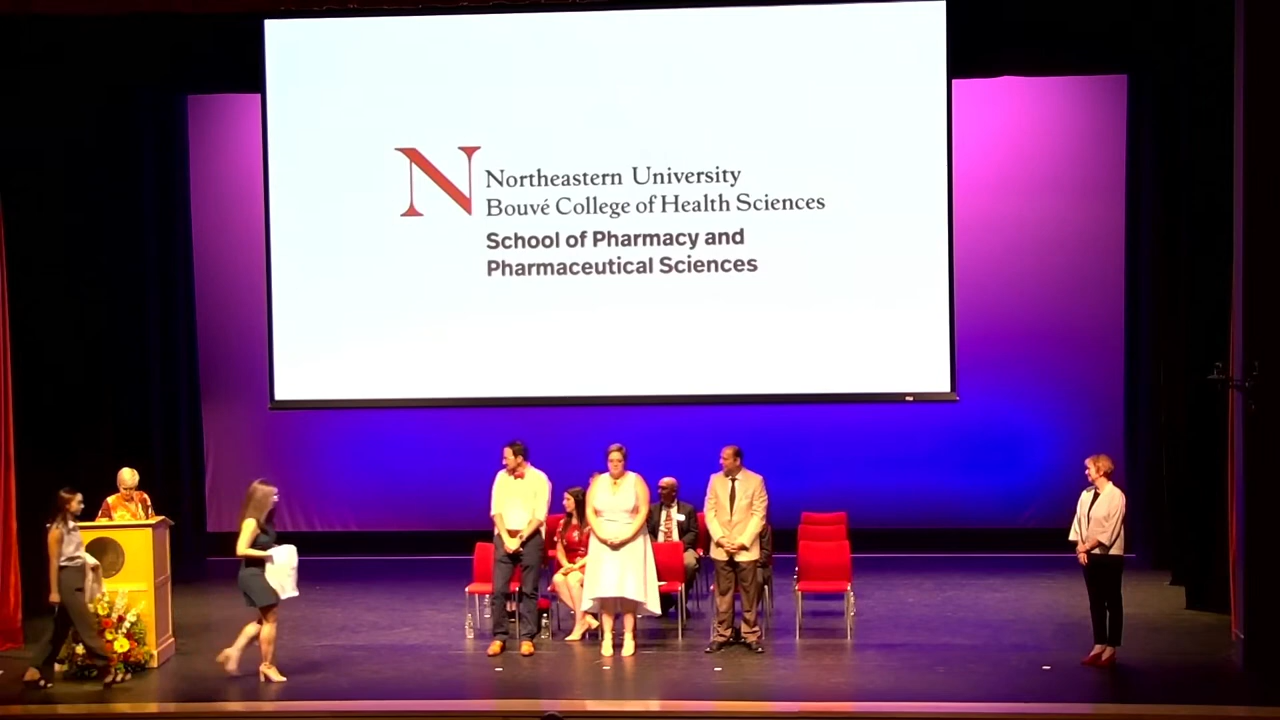 N
Northeastern University
Bouvé College of Health Sciences
School of Pharmacy and
Pharmaceutical Sciences